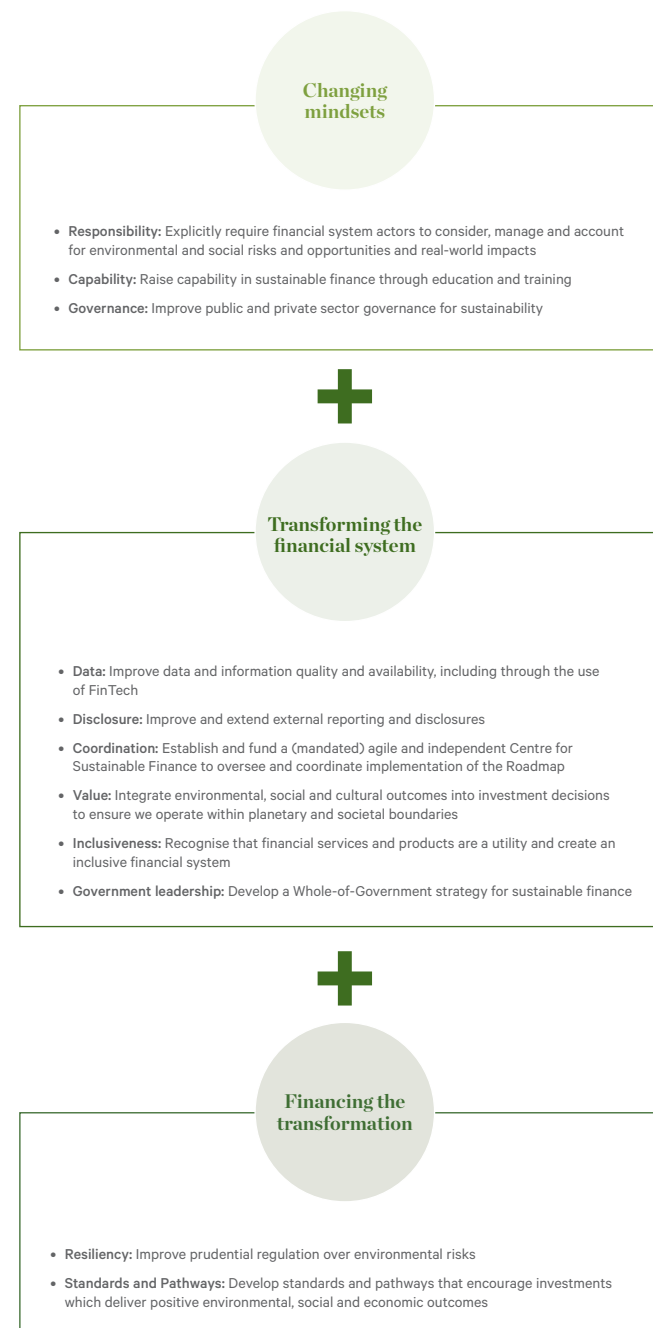 Changing
mindsets
• Responsibility: Explicitly require financial system actors to consider, manage and account
for environmental and social risks and opportunities and real-world impacts
• Capability: Raise capability in sustainable finance through education and training
• Governance: Improve public and private sector governance for sustainability
Transforming the
financial system
• Data: Improve data and information quality and availability, including through the use
of FinTech
• Disclosure: Improve and extend external reporting and disclosures
• Coordination: Establish and fund a (mandated) agile and independent Centre for
Sustainable Finance to oversee and coordinate implementation of the Roadmap
• Value: Integrate environmental, social and cultural outcomes into investment decisions
to ensure we operate within planetary and societal boundaries
• Inclusiveness: Recognise that financial services and products are a utility and create an
inclusive financial system
• Government leadership: Develop a Whole-of-Government strategy for sustainable finance
Financing the
transformation
• Resiliency: Improve prudential regulation over environmental risks
• Standards and Pathways: Develop standards and pathways that encourage investments
which deliver positive environmental, social and economic outcomes